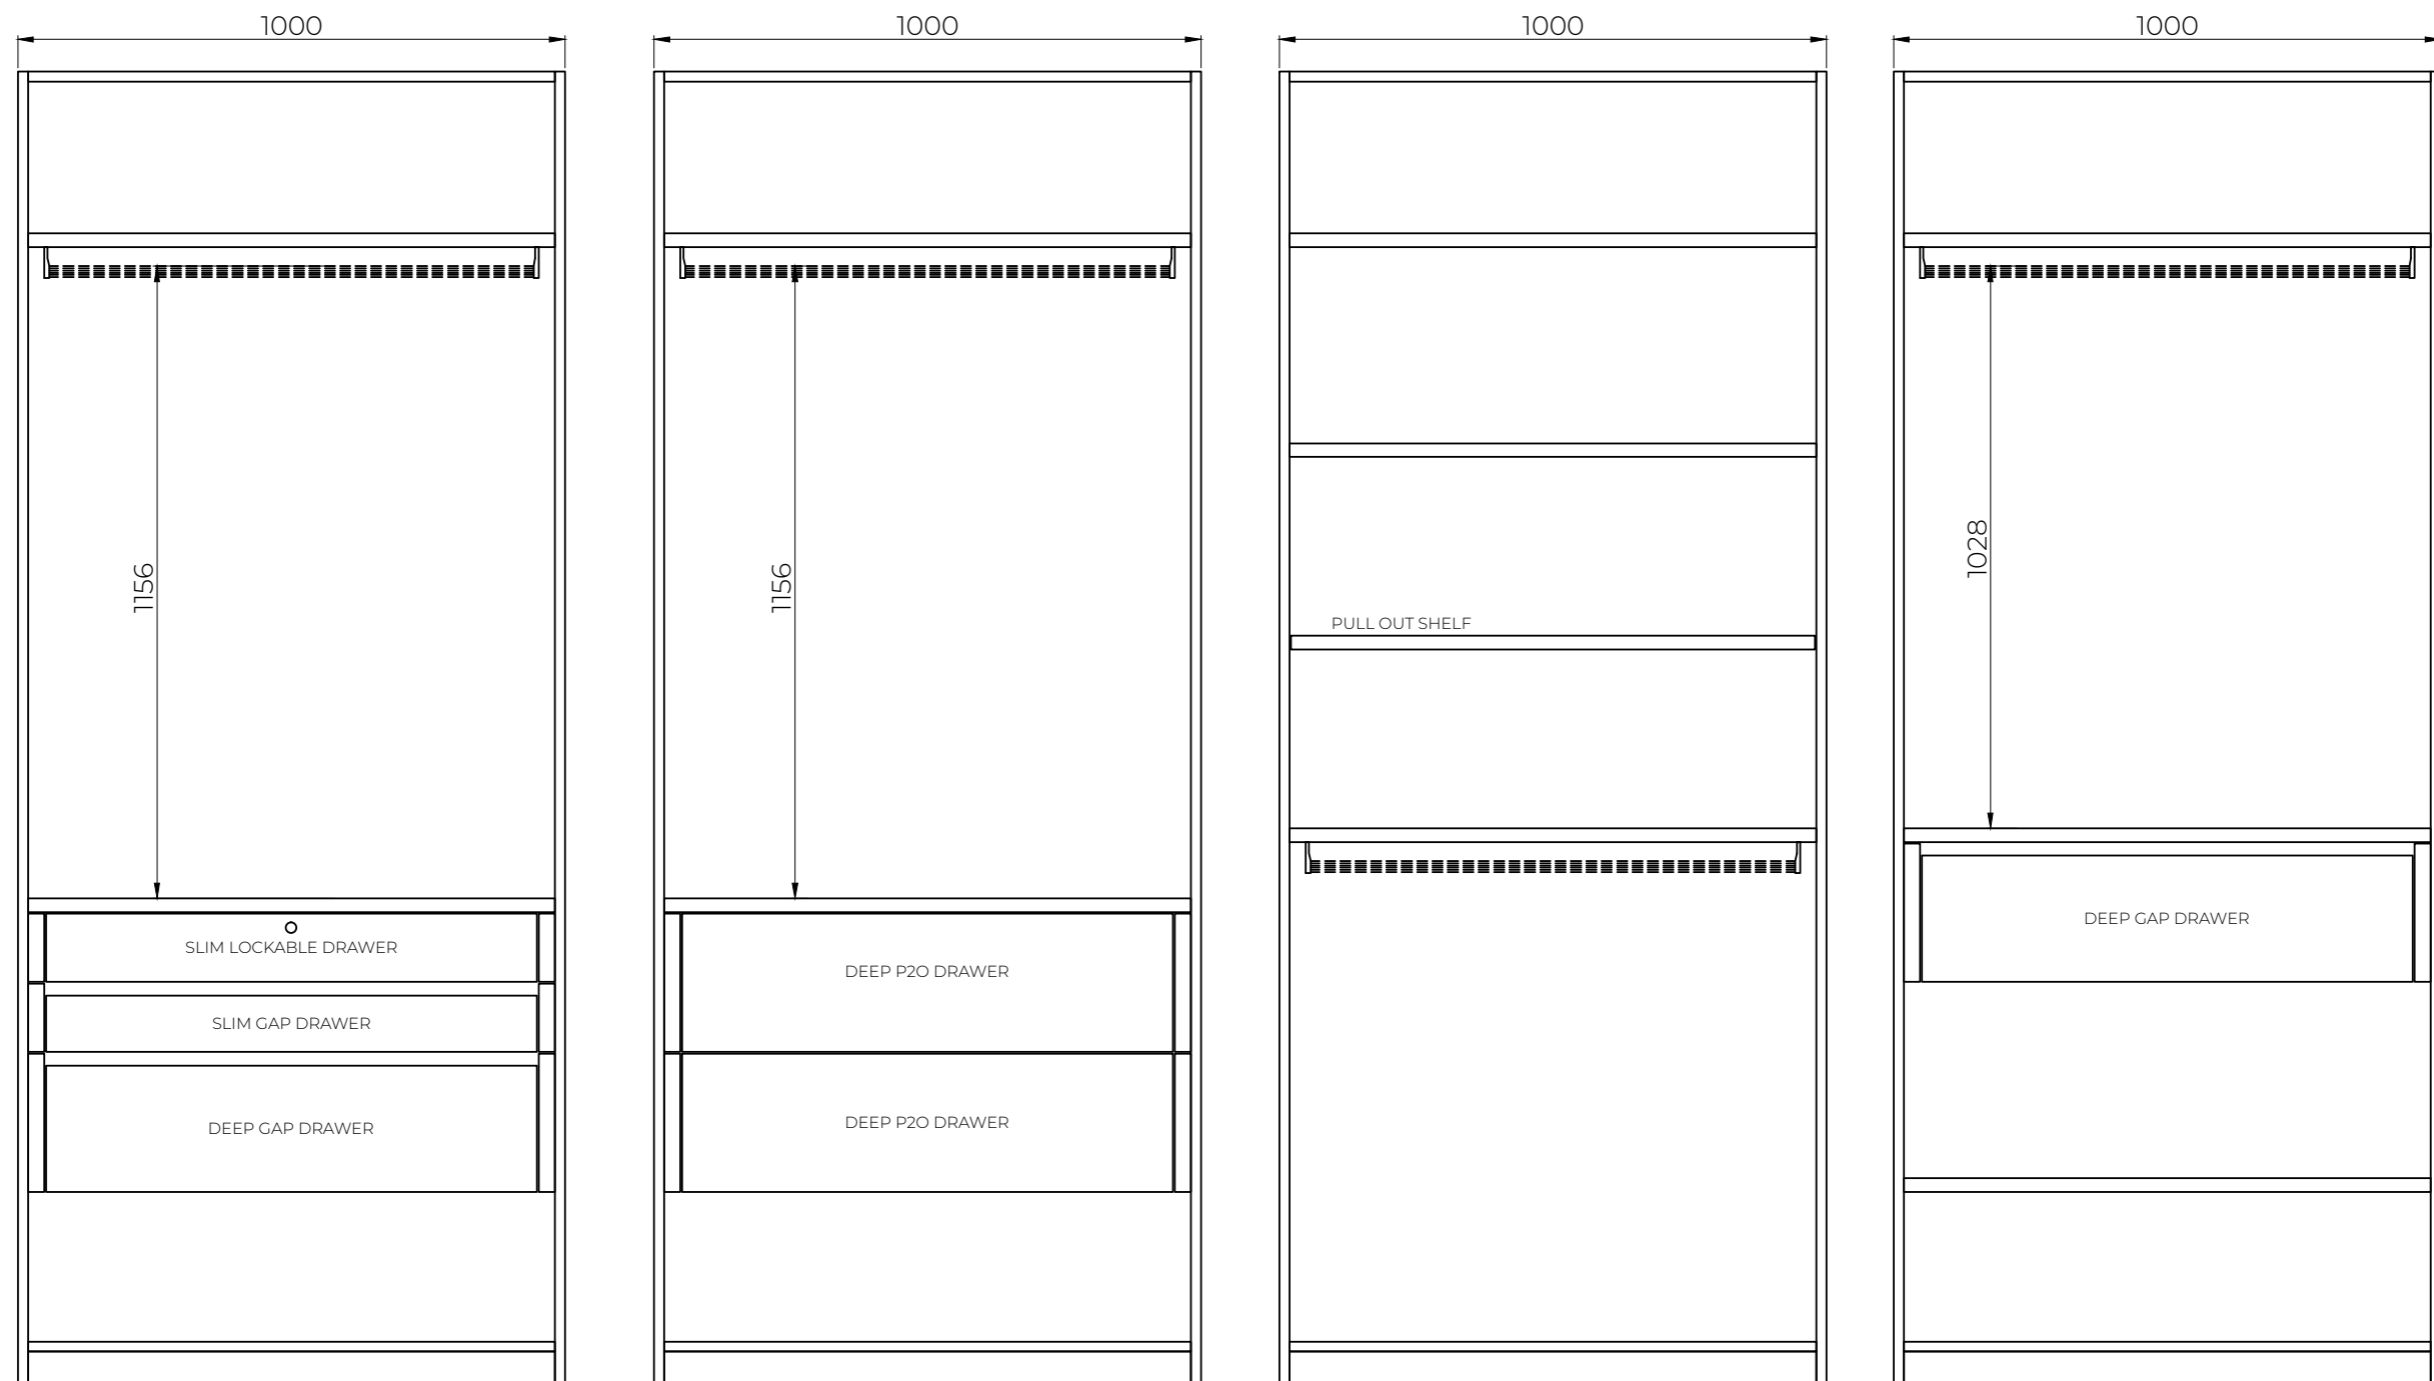 1000
1000
1000
1000
1156
1156
1028
PULL OUT SHELF
SLIM LOCKABLE DRAWER
SLIM GAP DRAWER
DEEP GAP DRAWER
DEEP P2O DRAWER
DEEP P2O DRAWER
DEEP GAP DRAWER